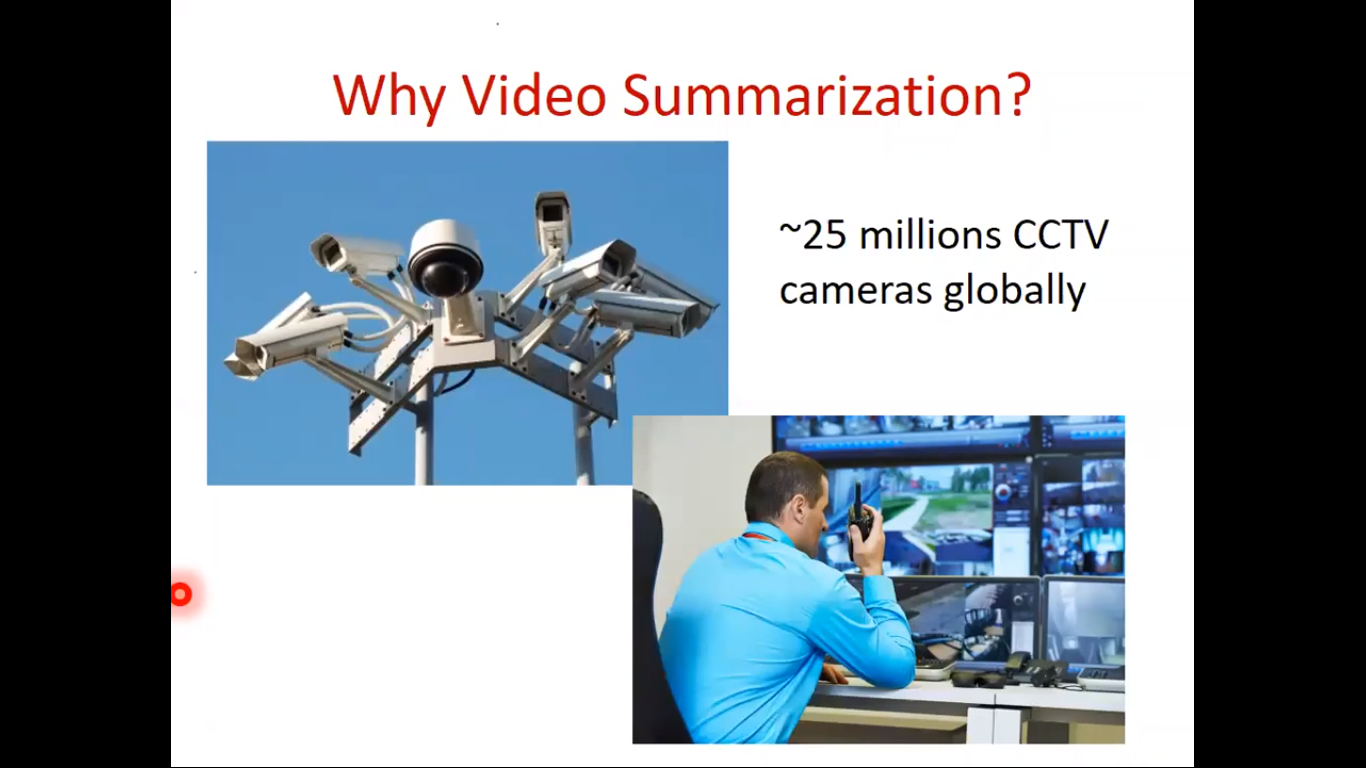 Why Video Summarization?
~25 millions CCTV
cameras globally